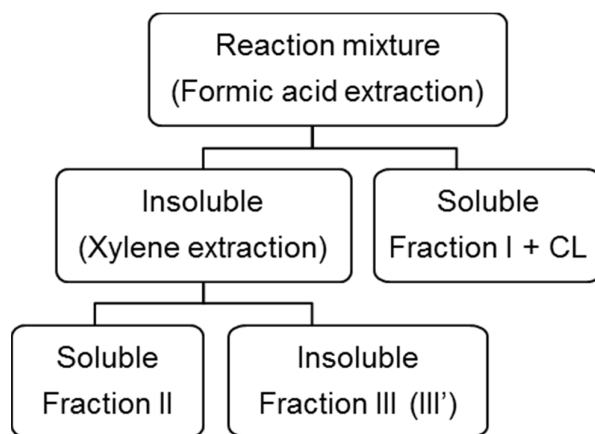 Reaction mixture
(Formic acid extraction)
Insoluble
(Xylene extraction)
Soluble
Fraction I + CL
Soluble
Fraction II
Insoluble
Fraction III (III’)